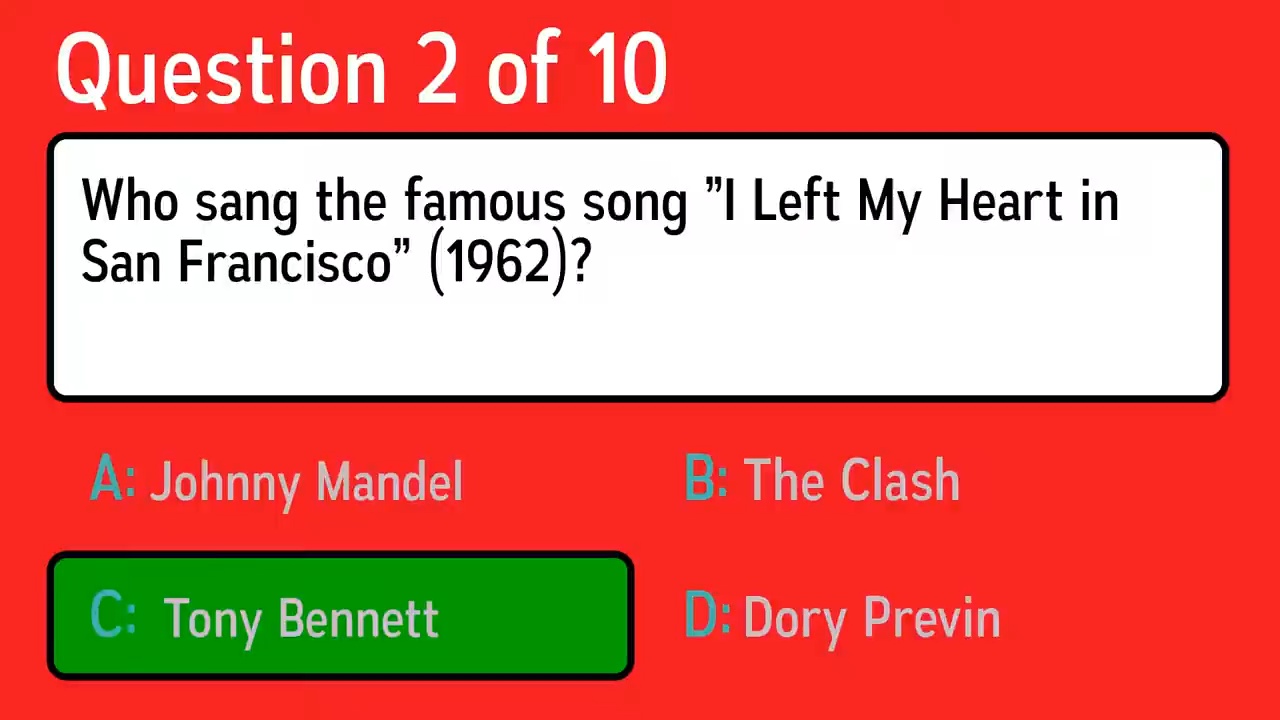 Question 2 of 10
Who sang the famous song ”I Left My Heart in
San Francisco” (1962)?
A: Johnny Mandel
B: The Clash
C: Tony Bennett
D: Dory Previn